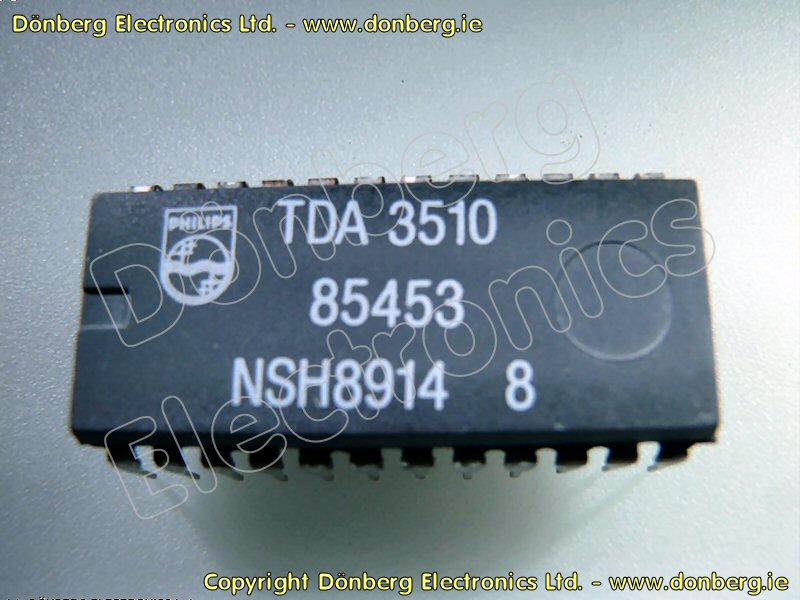 Dönberg Electronics Ltd. - www.donberg.ie
Dönberg
Electronics
PHILIPS
TDA 3510
85453
NSH8914 8
Copyright Dönberg Electronics Ltd. - www.donberg.ie